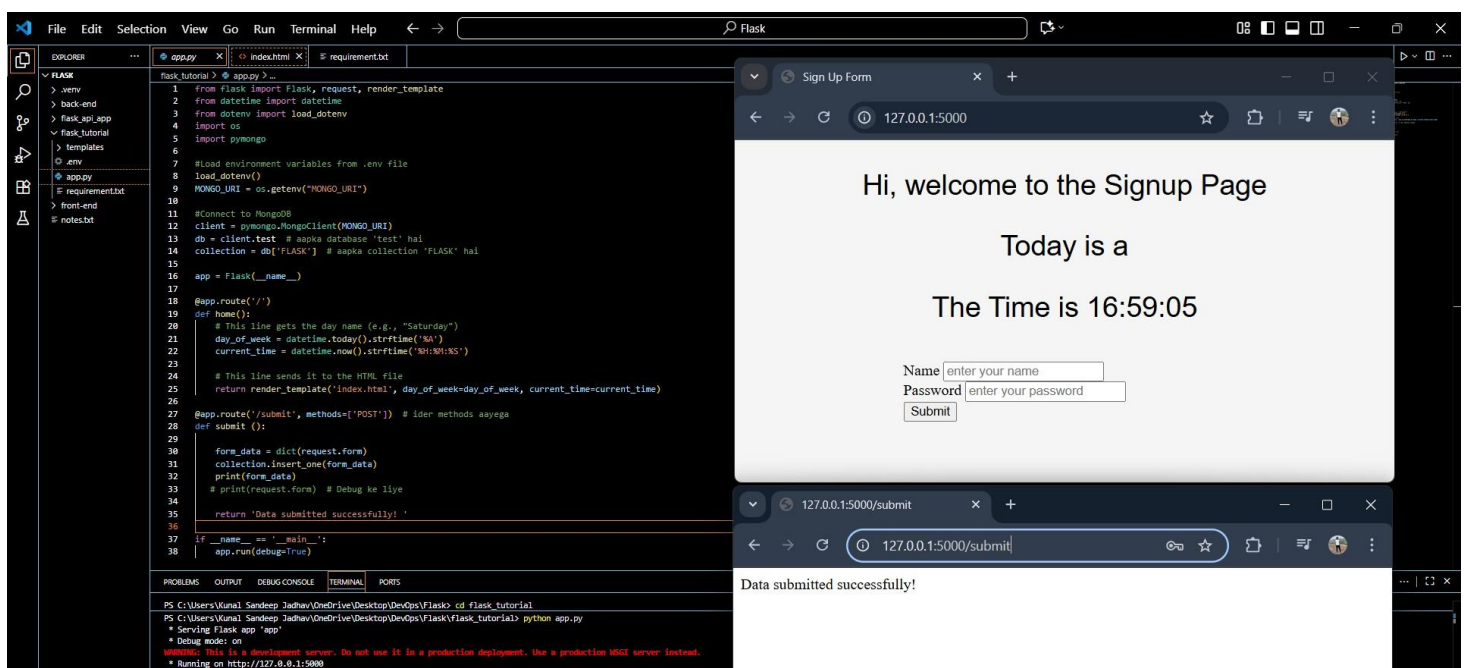 File Edit Selection View Go Run Terminal Help
Flask
EXPLORER
FLASK
.venv
back-end
flask_api_app
flask_tutorial
templates
.env
app.py
requirement.txt
front-end
notes.txt
app.py
index.html
requirement.txt
flask_tutorial > app.py > ...
1 from flask import Flask, request, render_template
2 from datetime import datetime
3 from dotenv import load_dotenv
4 import os
5 import pymongo
6
7 #Load environment variables from .env file
8 load_dotenv()
9 MONGO_URI = os.getenv("MONGO_URI")
10
11 #Connect to MongoDB
12 client = pymongo.MongoClient(MONGO_URI)
13 db = client.test # aapka database 'test' hai
14 collection = db['FLASK'] # aapka collection 'FLASK' hai
15
16 app = Flask(__name__)
17
18 @app.route('/')
19 def home():
20 # This line gets the day name (e.g., "Saturday")
21 day_of_week = datetime.today().strftime('%A')
22 current_time = datetime.now().strftime('%H:%M:%S')
23
24 # This line sends it to the HTML file
25 return render_template('index.html', day_of_week=day_of_week, current_time=current_time)
26
27 @app.route('/submit', methods=['POST']) # ider methods aayega
28 def submit ():
29
30 form_data = dict(request.form)
31 collection.insert_one(form_data)
32 print(form_data)
33 # print(request.form) # Debug ke liye
34
35 return 'Data submitted successfully! '
36
37 if __name__ == '__main__':
38 app.run(debug=True)
PROBLEMS OUTPUT DEBUG CONSOLE TERMINAL PORTS
PS C:\Users\Kunal Sandeep Jadhav\OneDrive\Desktop\DevOps\Flask> cd flask_tutorial
PS C:\Users\Kunal Sandeep Jadhav\OneDrive\Desktop\DevOps\Flask\flask_tutorial> python app.py
* Serving Flask app 'app'
* Debug mode: on
WARNING: This is a development server. Do not use it in a production deployment. Use a production WSGI server instead.
* Running on http://127.0.0.1:5000
Sign Up Form
127.0.0.1:5000
Hi, welcome to the Signup Page
Today is a
The Time is 16:59:05
Name enter your name
Password enter your password
Submit
127.0.0.1:5000/submit
127.0.0.1:5000/submit
Data submitted successfully!